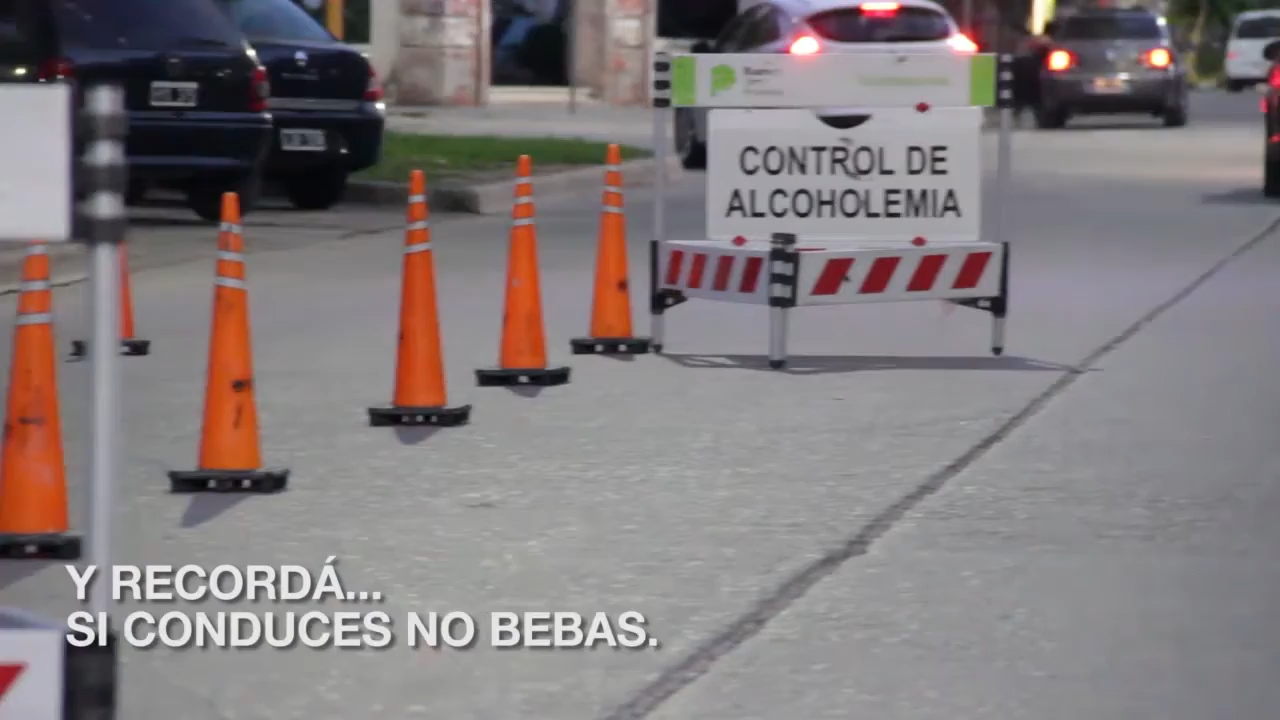 CONTROL DE
ALCOHOLEMIA
Y RECORDÁ...
SI CONDUCES NO BEBAS.